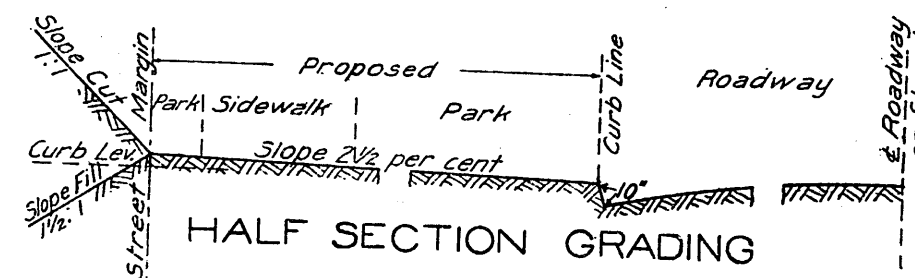 Slope Cut
1:1
Street Margin
Proposed
Curb Line
Roadway
℄ Roadway
Park
Sidewalk
Park
Curb Lev.
Slope 2½ per cent
Slope Fill
1½:1
10"
HALF SECTION GRADING